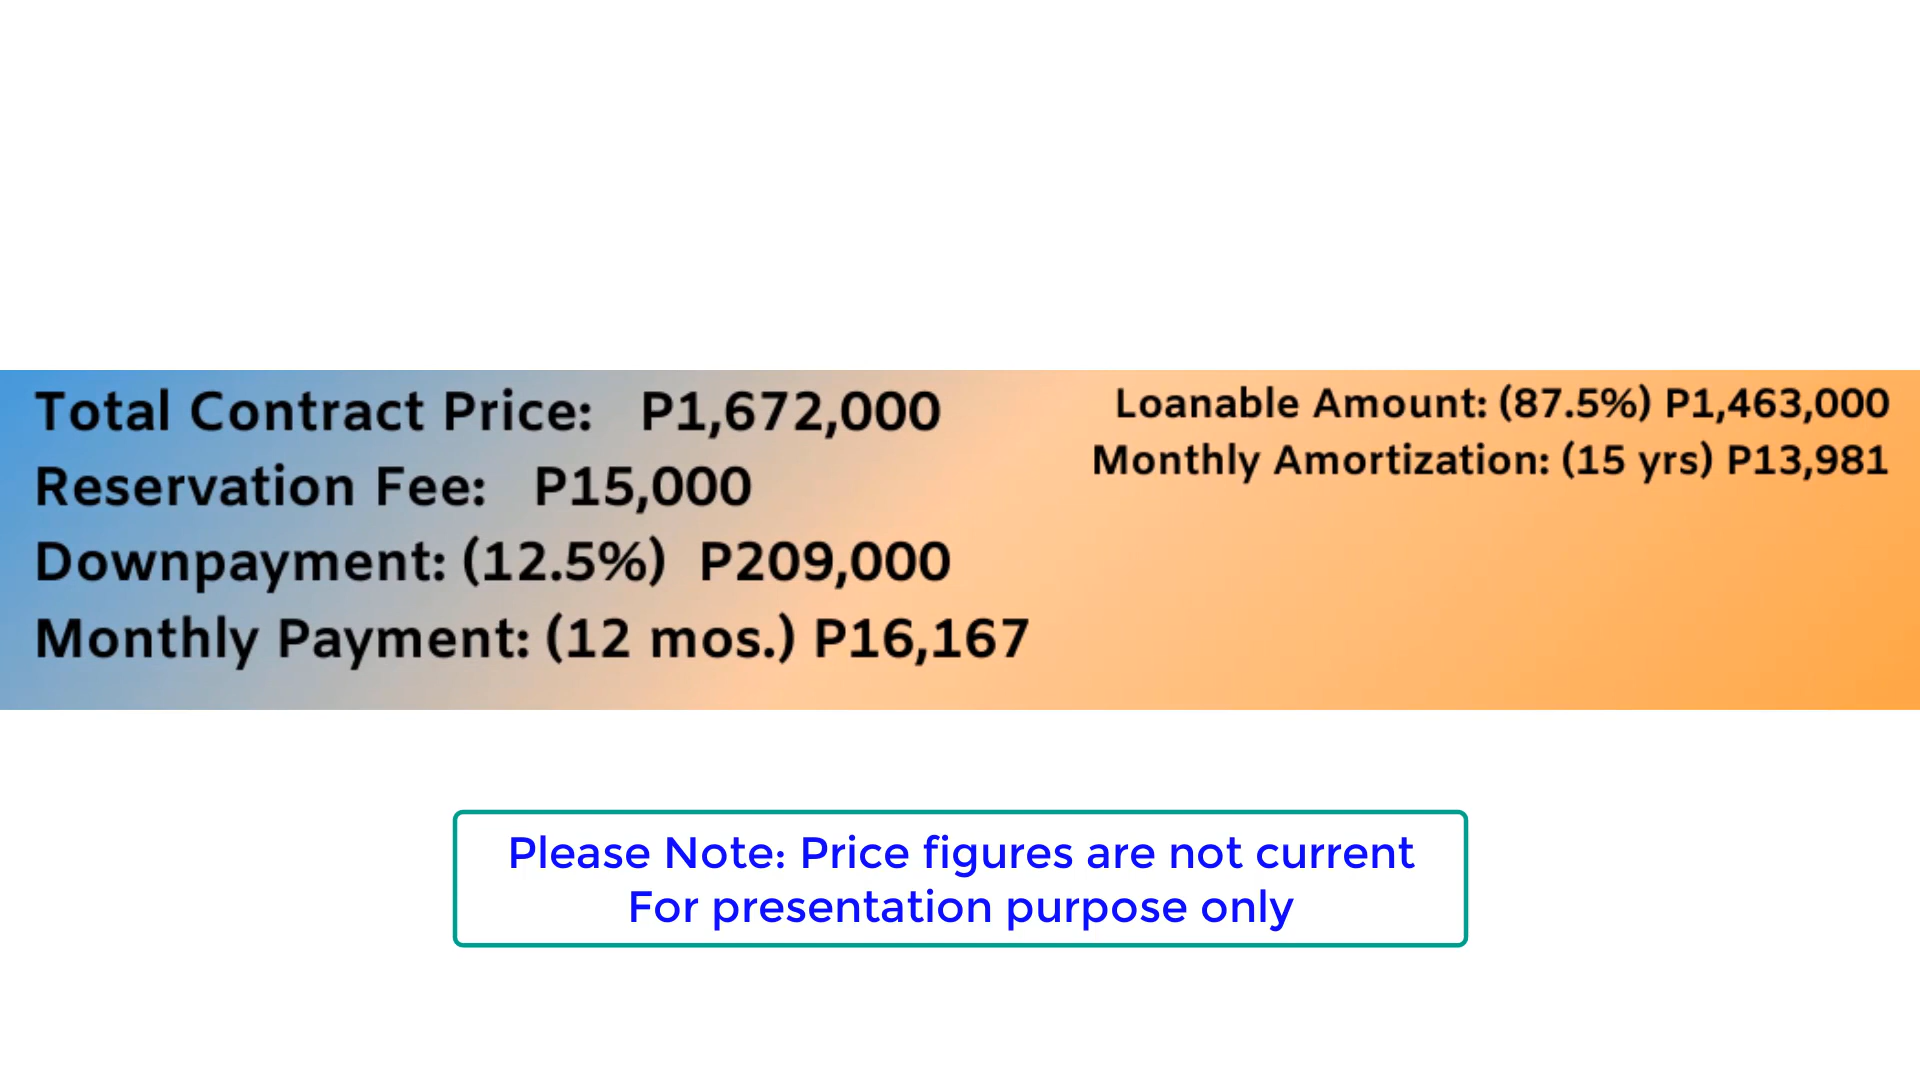 Total Contract Price: P1,672,000
Reservation Fee: P15,000
Downpayment: (12.5%) P209,000
Monthly Payment: (12 mos.) P16,167
Loanable Amount: (87.5%) P1,463,000
Monthly Amortization: (15 yrs) P13,981
Please Note: Price figures are not current
For presentation purpose only